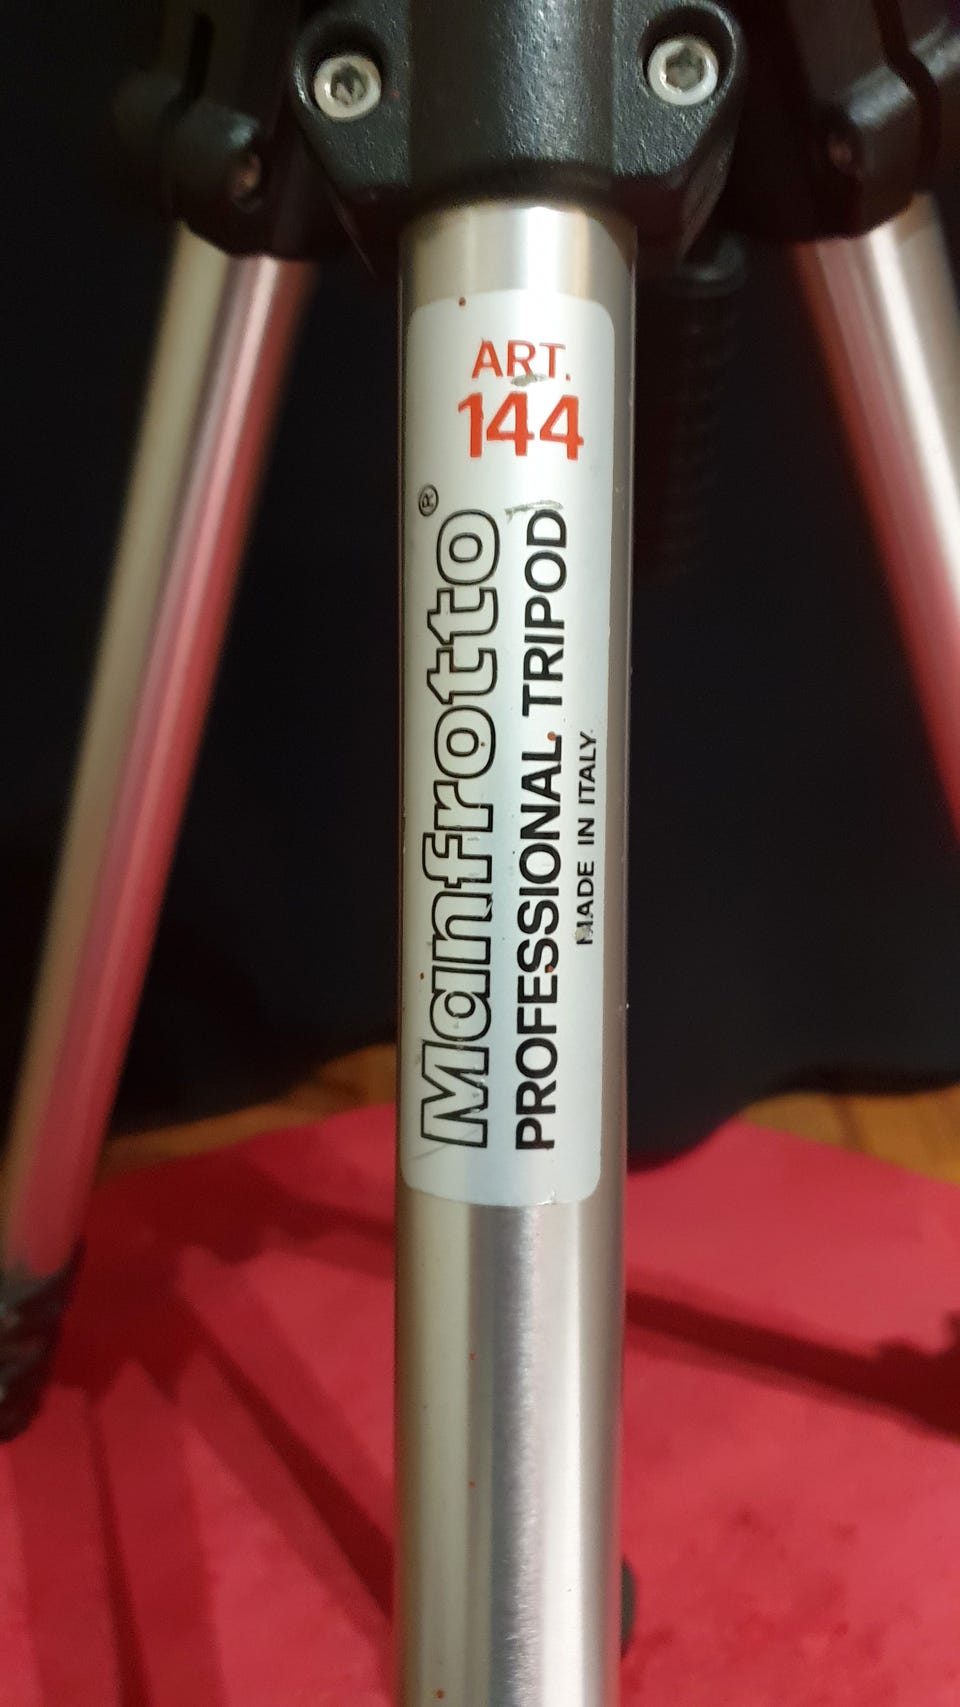 ART.
144
Manfrotto®
PROFESSIONAL TRIPOD
MADE IN ITALY